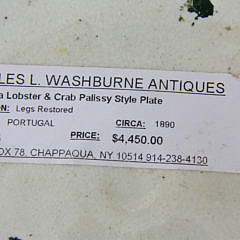 LES L. WASHBURNE ANTIQUES
a Lobster & Crab Palissy Style Plate
ON: Legs Restored
PORTUGAL CIRCA: 1890
PRICE: $4,450.00
OX 78, CHAPPAQUA, NY 10514 914-238-4130